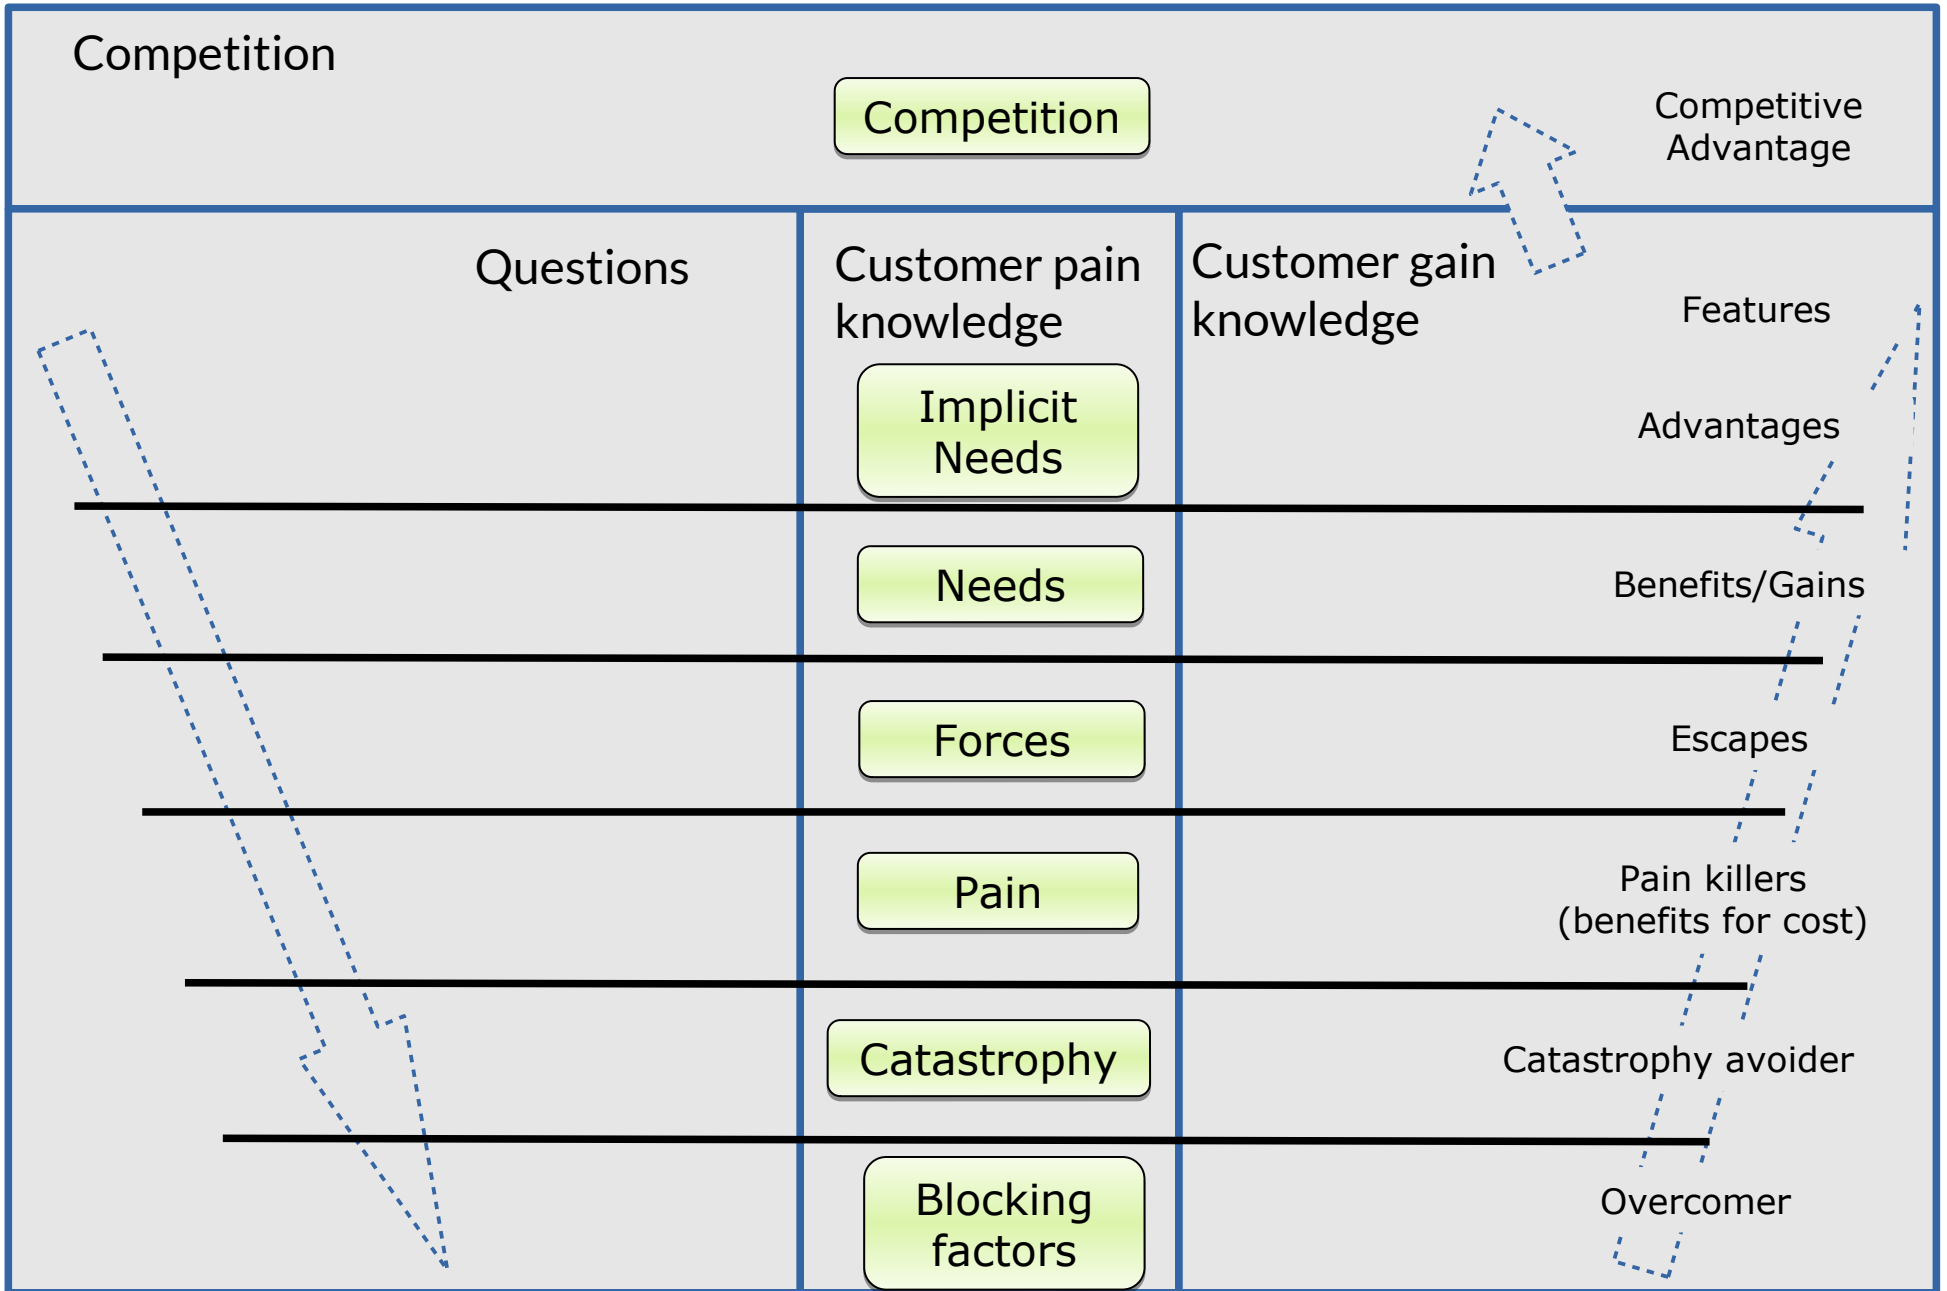 Competition
Competition
Competitive
Advantage
Questions
Customer pain
knowledge
Customer gain
knowledge
Features
Implicit
Needs
Advantages
Needs
Benefits/Gains
Forces
Escapes
Pain
Pain killers
(benefits for cost)
Catastrophy
Catastrophy avoider
Blocking
factors
Overcomer